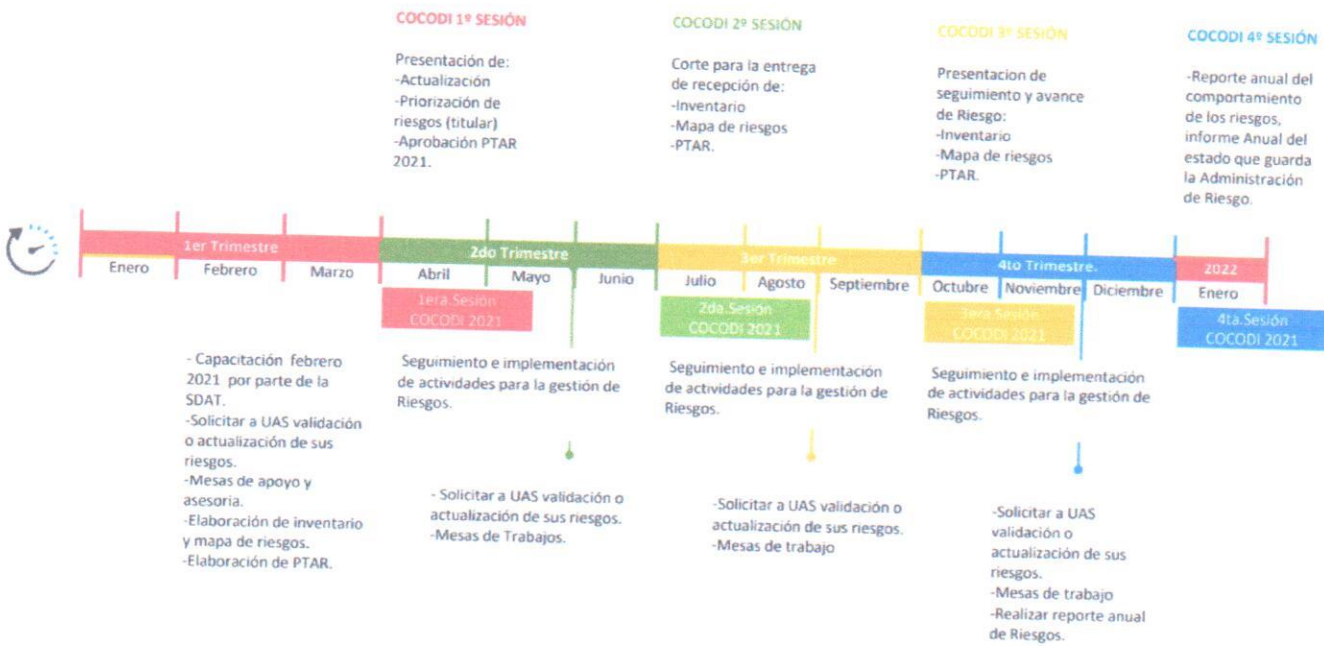 COCODI 1º SESIÓN
Presentación de:
-Actualización
-Priorización de
riesgos (titular)
-Aprobación PTAR
2021.
COCODI 2º SESIÓN
Corte para la entrega
de recepción de:
-Inventario
-Mapa de riesgos
-PTAR.
COCODI 3º SESIÓN
Presentacion de
seguimiento y avance
de Riesgo:
-Inventario
-Mapa de riesgos
-PTAR.
COCODI 4º SESIÓN
-Reporte anual del
comportamiento
de los riesgos,
informe Anual del
estado que guarda
la Administración
de Riesgo.
1er Trimestre
2do Trimestre
3er Trimestre
4to Trimestre.
2022
Enero
Febrero
Marzo
Abril
Mayo
Junio
Julio
Agosto
Septiembre
Octubre
Noviembre
Diciembre
Enero
1era.Sesión
COCODI 2021
2da.Sesión
COCODI 2021
3era.Sesión
COCODI 2021
4ta.Sesión
COCODI 2021
- Capacitación febrero
2021 por parte de la
SDAT.
-Solicitar a UAS validación
o actualización de sus
riesgos.
-Mesas de apoyo y
asesoria.
-Elaboración de inventario
y mapa de riesgos.
-Elaboración de PTAR.
Seguimiento e implementación
de actividades para la gestión de
Riesgos.
- Solicitar a UAS validación o
actualización de sus riesgos.
-Mesas de Trabajos.
Seguimiento e implementación
de actividades para la gestión de
Riesgos.
-Solicitar a UAS validación o
actualización de sus riesgos.
-Mesas de trabajo
Seguimiento e implementación
de actividades para la gestión de
Riesgos.
-Solicitar a UAS
validación o
actualización de sus
riesgos.
-Mesas de trabajo
-Realizar reporte anual
de Riesgos.